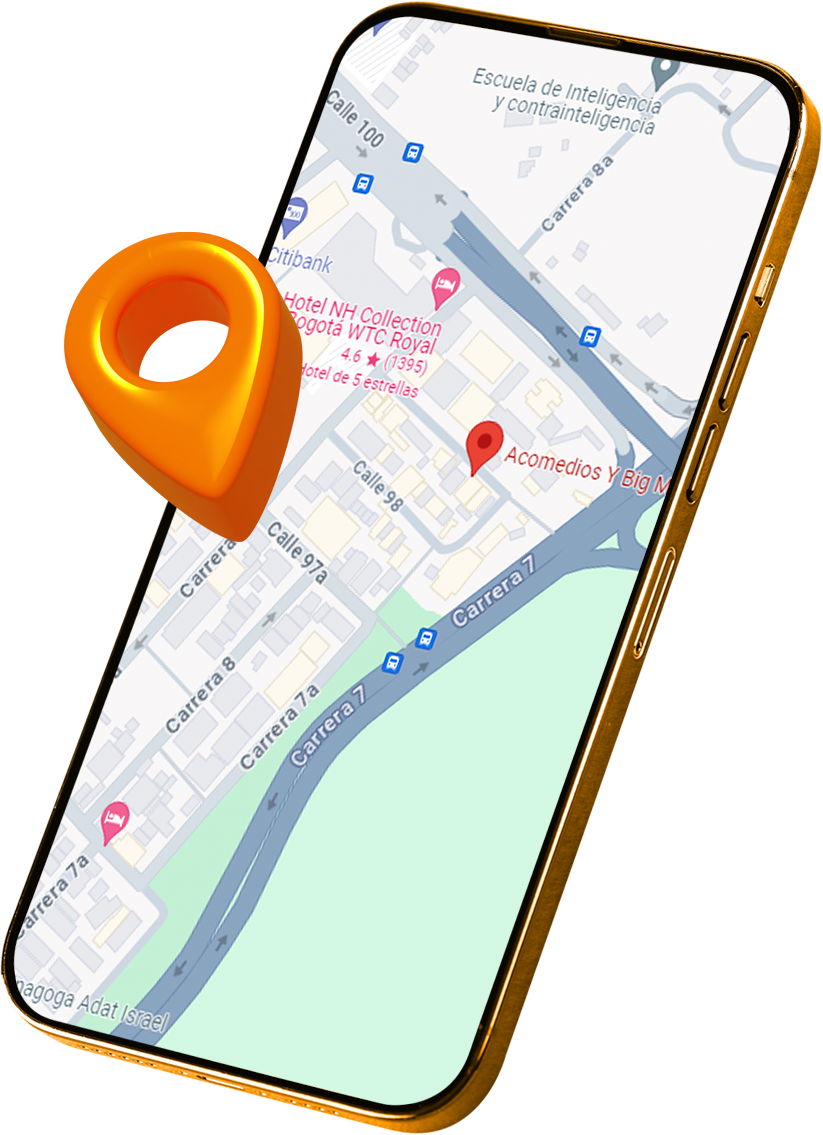 Escuela de Inteligencia
y contrainteligencia
Calle 100
Carrera 8a
Citibank
Hotel NH Collection
Bogotá WTC Royal
4.6 ★ (1395)
Hotel de 5 estrellas
Acomedios Y Big M
Calle 98
Calle 97a
Carrera
Carrera 7
Carrera 8
Carrera 7a
Carrera 7
Carrera 7a
nagoga Adat Israel